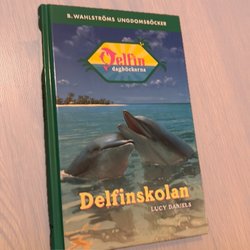 B. WAHLSTRÖMS UNGDOMSBÖCKER
Delfin
dagböckerna
Delfinskolan
LUCY DANIELS